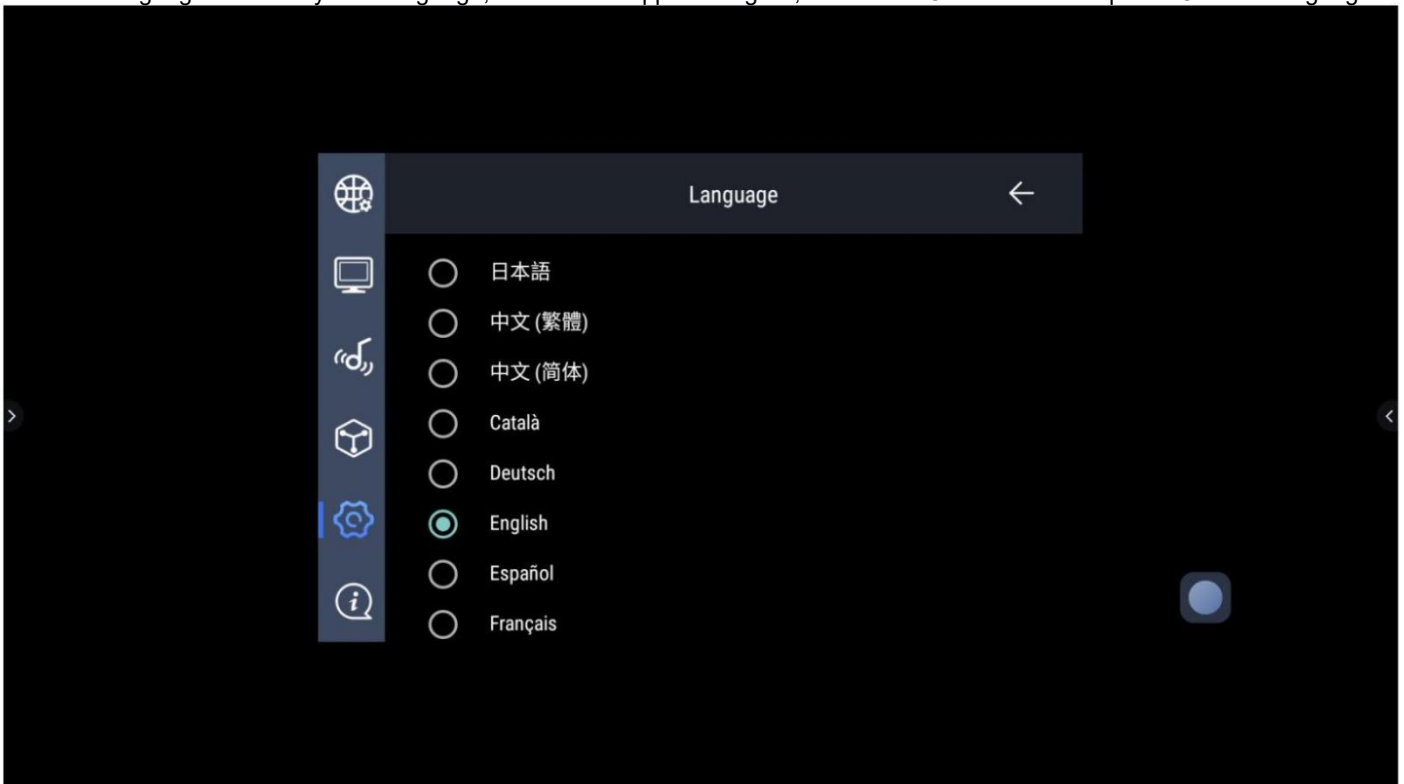 Language
日本語
中文 (繁體)
中文 (简体)
Català
Deutsch
English
Español
Français